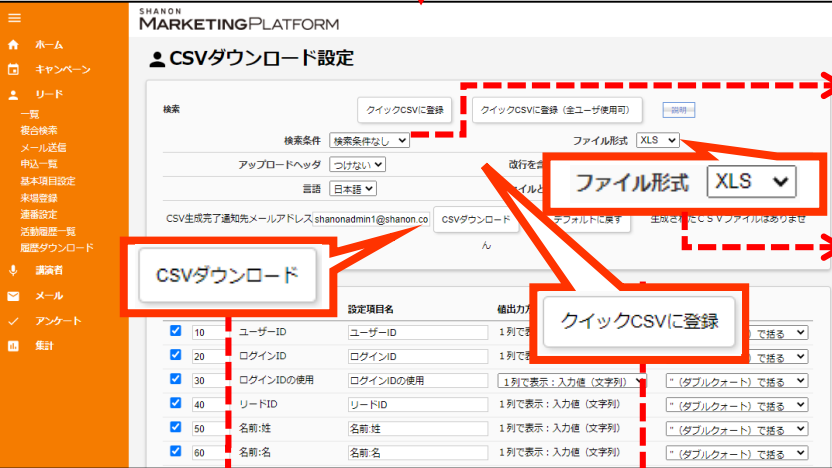 SHANON
MARKETINGPLATFORM
ホーム
キャンペーン
リード
一覧
複合検索
メール送信
申込一覧
基本項目設定
来場登録
連番設定
活動履歴一覧
履歴ダウンロード
講演者
メール
アンケート
集計
CSVダウンロード設定
検索
クイックCSVに登録
クイックCSVに登録（全ユーザ使用可）
説明
検索条件 検索条件なし
ファイル形式 XLS
アップロードヘッダ つけない
改行を含
ファイル形式 XLS
言語 日本語
CSV生成完了通知先メールアドレス shanonadmin1@shanon.co CSVダウンロード デフォルトに戻す 生成されたＣＳＶファイルはありませ
ん
CSVダウンロード
クイックCSVに登録
設定項目名
10 ユーザーID ユーザーID で括る
20 ログインID ログインID で括る
30 ログインIDの使用 ログインIDの使用 1列で表示：入力値（文字列） "（ダブルクォート）で括る
40 リードID リードID 1列で表示：入力値（文字列） "（ダブルクォート）で括る
50 名前:姓 名前:姓 1列で表示：入力値（文字列） "（ダブルクォート）で括る
60 名前:名 名前:名 1列で表示：入力値（文字列） "（ダブルクォート）で括る